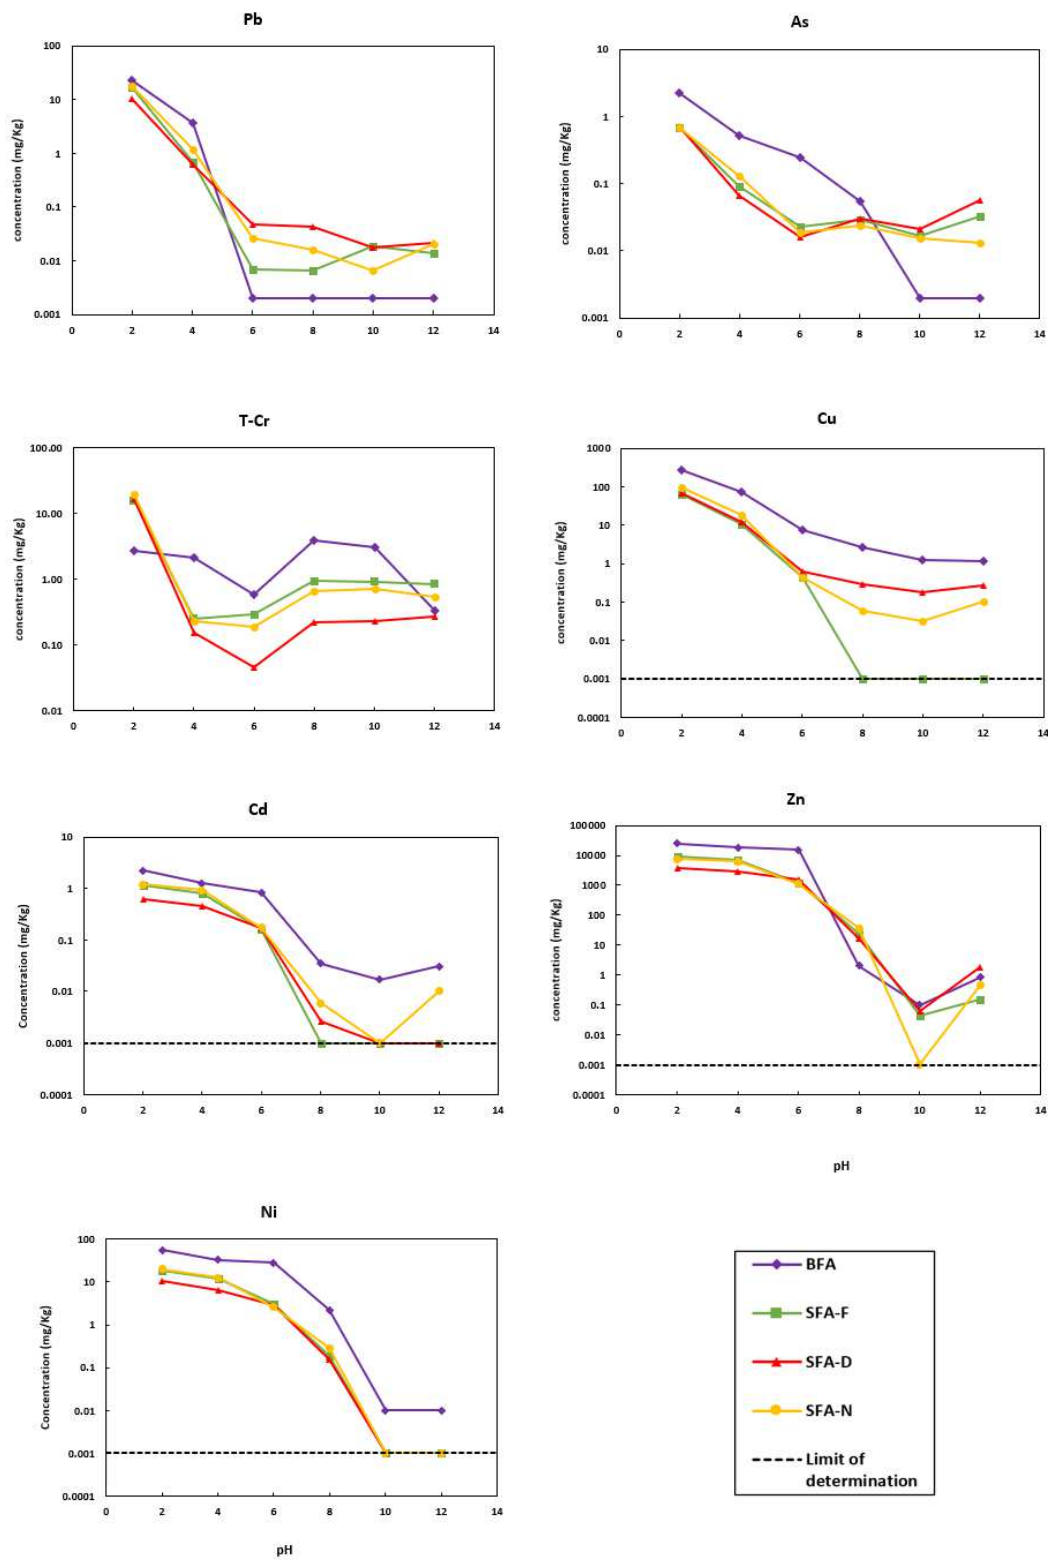 Pb
concentration (mg/Kg)
100
10
1
0.1
0.01
0.001
0 2 4 6 8 10 12 14
As
concentration (mg/Kg)
10
1
0.1
0.01
0.001
0 2 4 6 8 10 12 14
T-Cr
concentration (mg/Kg)
100.00
10.00
1.00
0.10
0.01
0 2 4 6 8 10 12 14
Cu
concentration (mg/Kg)
1000
100
10
1
0.1
0.01
0.001
0.0001
0 2 4 6 8 10 12 14
Cd
Concentration (mg/Kg)
10
1
0.1
0.01
0.001
0.0001
0 2 4 6 8 10 12 14
Zn
concentration (mg/Kg)
100000
10000
1000
100
10
1
0.1
0.01
0.001
0.0001
0 2 4 6 8 10 12 14
pH
Ni
Concentration (mg/Kg)
100
10
1
0.1
0.01
0.001
0.0001
0 2 4 6 8 10 12 14
pH
BFA
SFA-F
SFA-D
SFA-N
Limit of
determination